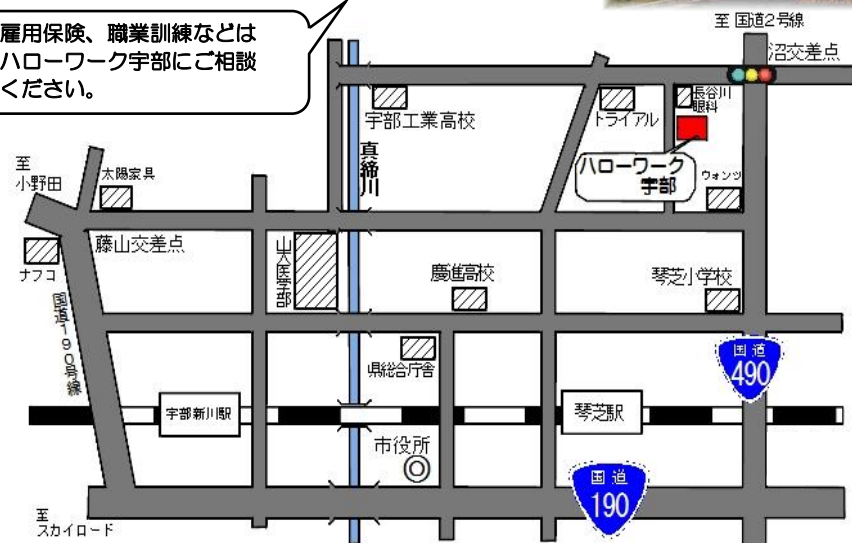 雇用保険、職業訓練などは
ハローワーク宇部にご相談
ください。
至 国道2号線
沼交差点
長谷川
眼科
トライアル
宇部工業高校
真締川
ハローワーク
宇部
ウォンツ
至
小野田
太陽家具
藤山交差点
ナフコ
国道190号線
山大医学部
慶進高校
琴芝小学校
県総合庁舎
国道
490
宇部新川駅
琴芝駅
市役所
国道
190
至
スカイロード